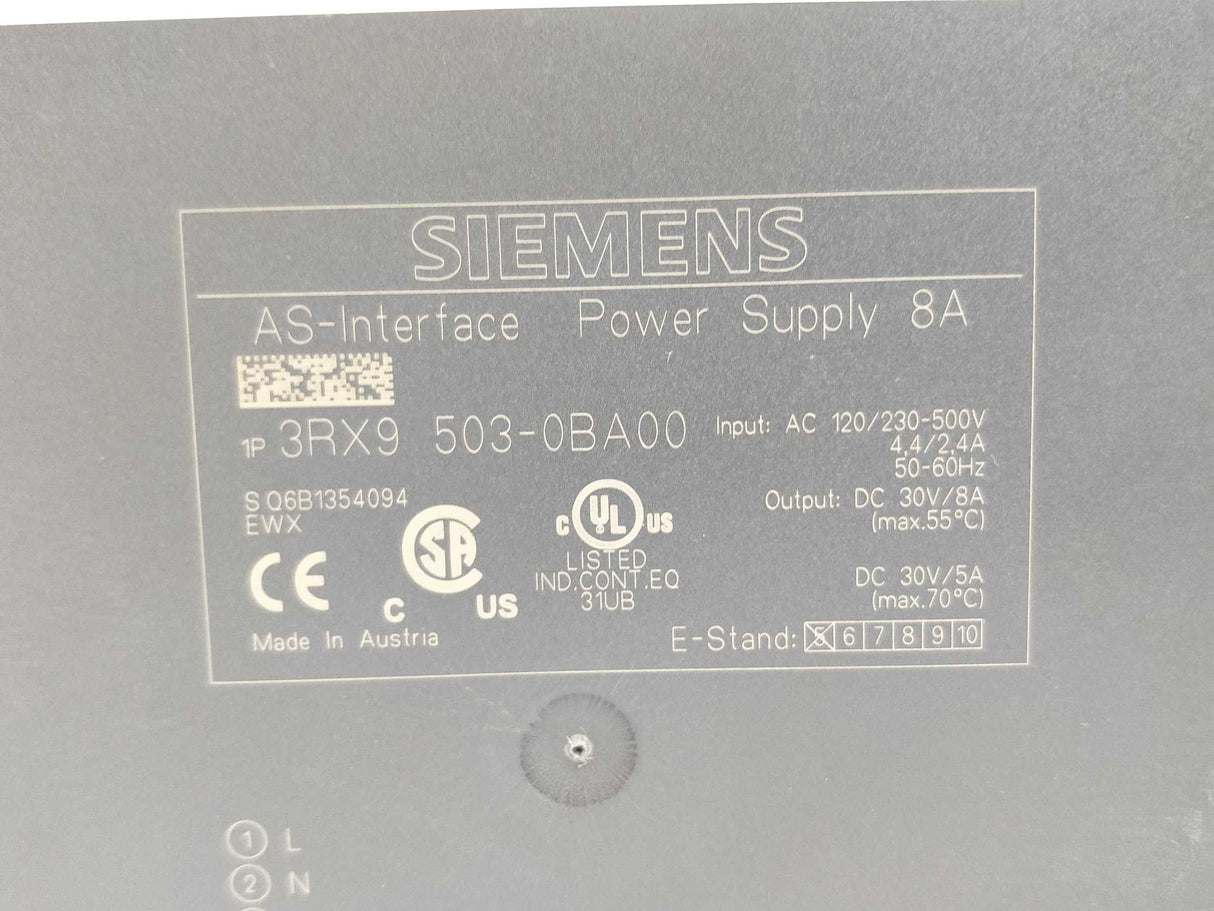 SIEMENS
AS-Interface Power Supply 8A
1P 3RX9 503-0BA00
Input: AC 120/230-500V
4,4/2,4A
50-60Hz
S Q6B1354094
EWX
Output: DC 30V/8A
(max.55°C)
DC 30V/5A
(max.70°C)
CE
C SA US
C UL US
LISTED
IND.CONT.EQ
31UB
Made In Austria
E-Stand: 5 6 7 8 9 10
1 L
2 N